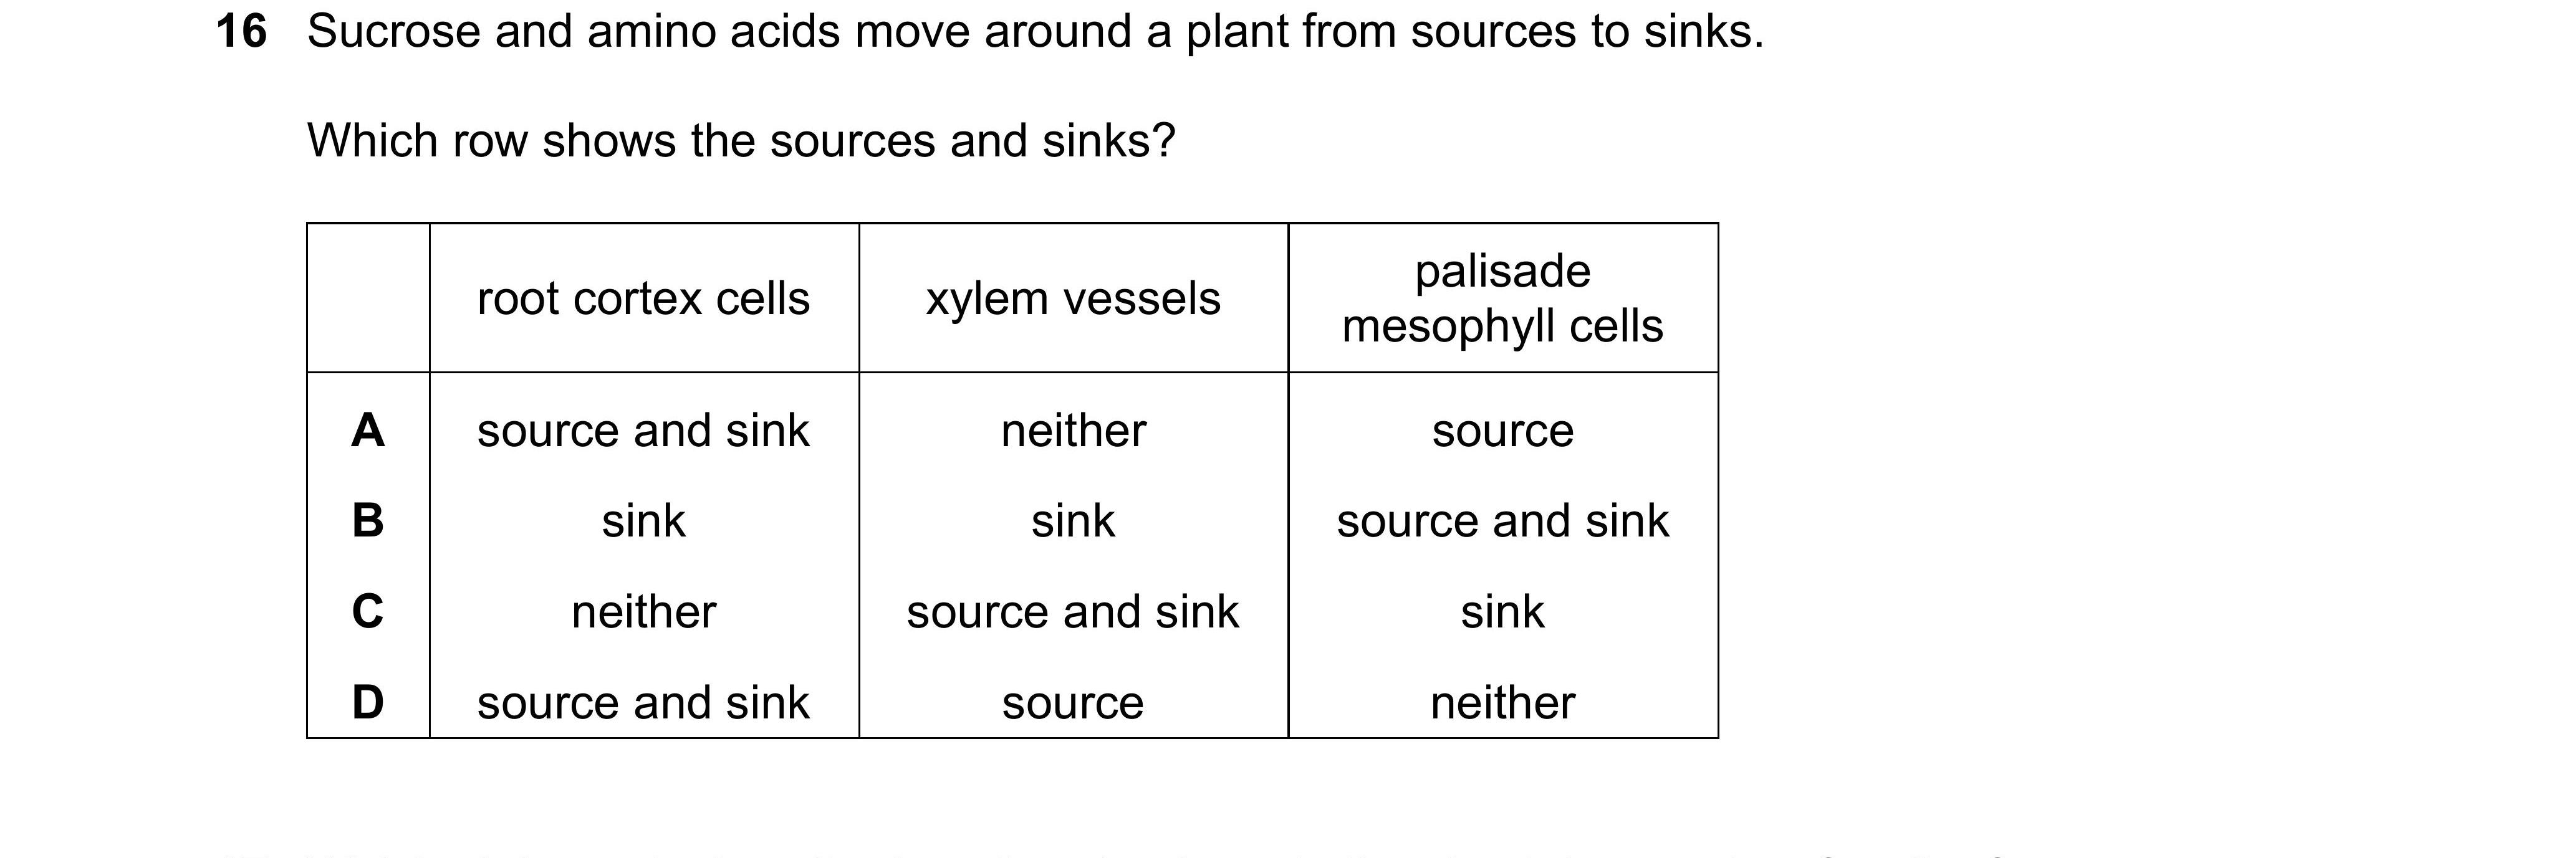 16 Sucrose and amino acids move around a plant from sources to sinks.
Which row shows the sources and sinks?
root cortex cells xylem vessels palisade mesophyll cells
A source and sink neither source
B sink sink source and sink
C neither source and sink sink
D source and sink source neither